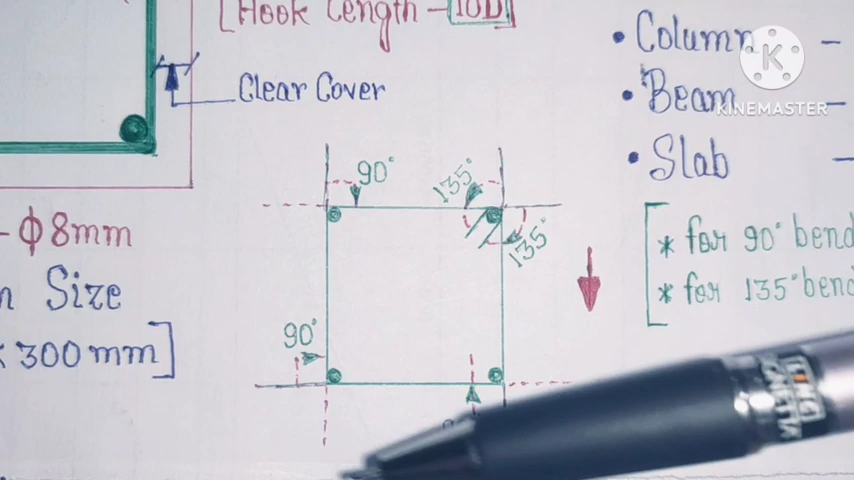 [Hook Length – 10D]
Clear Cover
• Column –
• Beam –
• Slab –
K
KINEMASTER
90°
135°
135°
90°
– Φ 8mm
Size
300 mm]
* for 90° bend
* for 135° bend